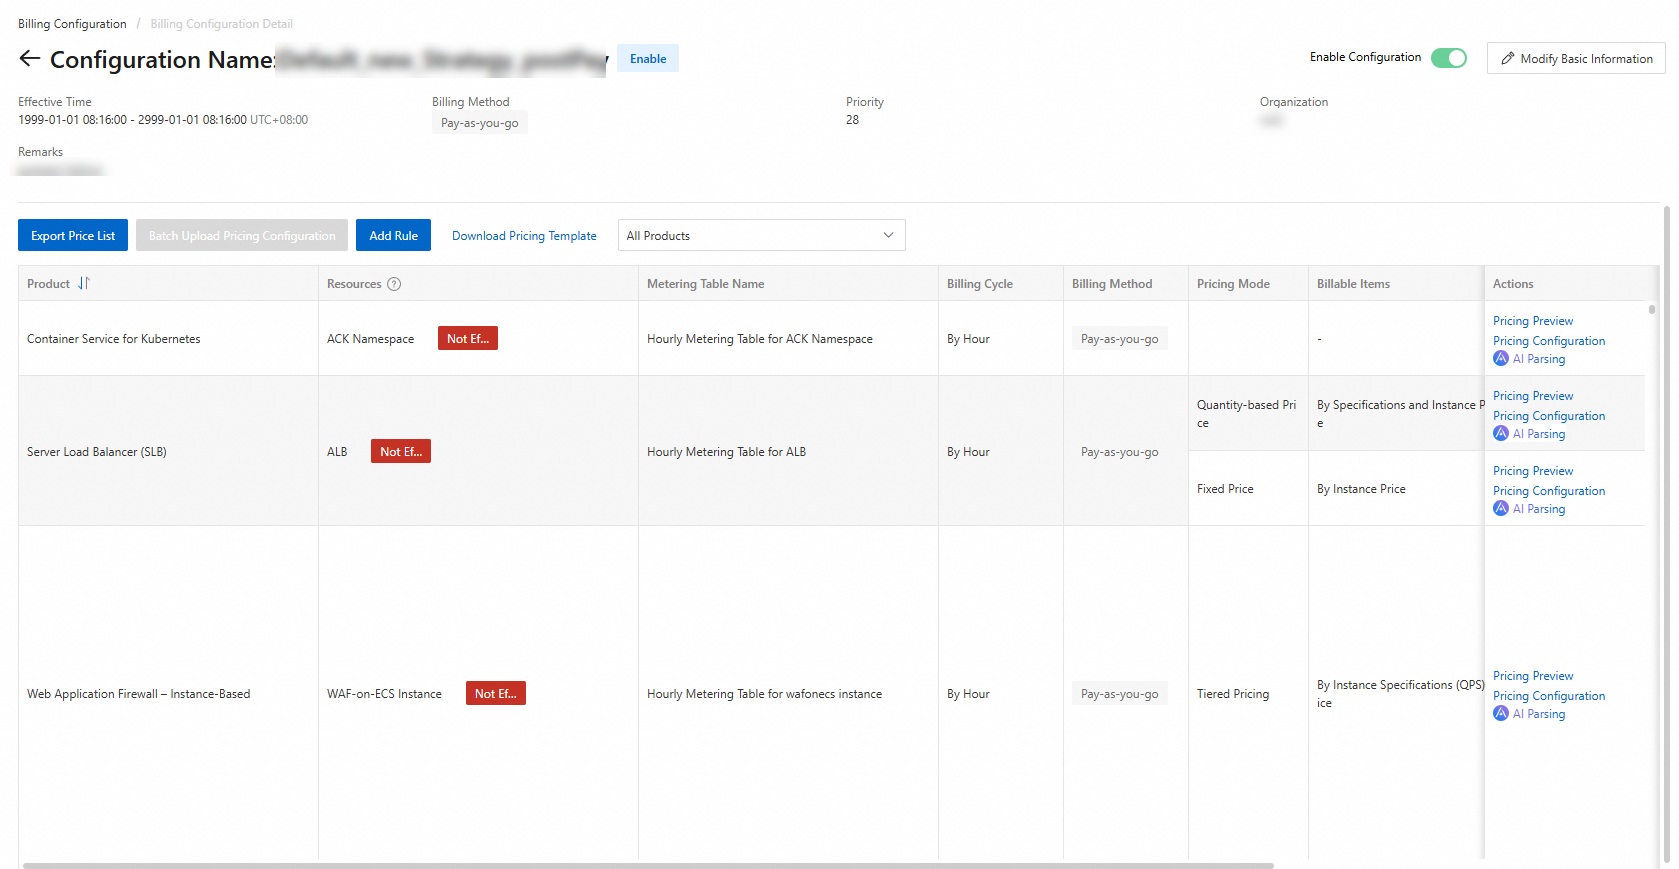 Billing Configuration / Billing Configuration Detail
Configuration Name:
Enable
Enable Configuration
Modify Basic Information
Effective Time
1999-01-01 08:16:00 - 2999-01-01 08:16:00 UTC+08:00
Billing Method
Pay-as-you-go
Priority
28
Organization
Remarks
Export Price List
Batch Upload Pricing Configuration
Add Rule
Download Pricing Template
All Products
Product
Resources
Metering Table Name
Billing Cycle
Billing Method
Pricing Mode
Billable Items
Actions
Container Service for Kubernetes
ACK Namespace
Not Ef...
Hourly Metering Table for ACK Namespace
By Hour
Pay-as-you-go
-
Pricing Preview
Pricing Configuration
AI Parsing
Server Load Balancer (SLB)
ALB
Not Ef...
Hourly Metering Table for ALB
By Hour
Pay-as-you-go
Quantity-based Pri
ce
By Specifications and Instance P
e
Pricing Preview
Pricing Configuration
AI Parsing
Fixed Price
By Instance Price
Pricing Preview
Pricing Configuration
AI Parsing
Web Application Firewall – Instance-Based
WAF-on-ECS Instance
Not Ef...
Hourly Metering Table for wafonecs instance
By Hour
Pay-as-you-go
Tiered Pricing
By Instance Specifications (QPS)
ice
Pricing Preview
Pricing Configuration
AI Parsing